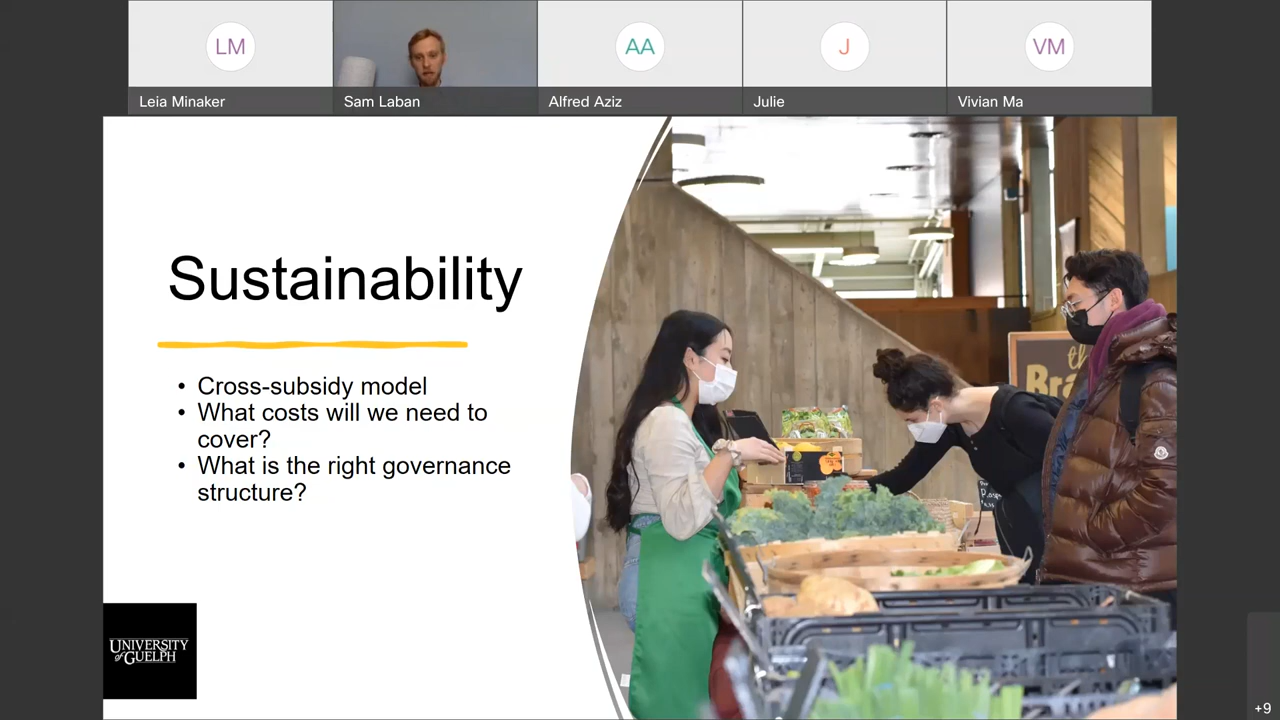 LM
AA
J
VM
Leia Minaker
Sam Laban
Alfred Aziz
Julie
Vivian Ma
Sustainability
• Cross-subsidy model
• What costs will we need to
cover?
• What is the right governance
structure?
the
UNIVERSITY
of GUELPH
+9